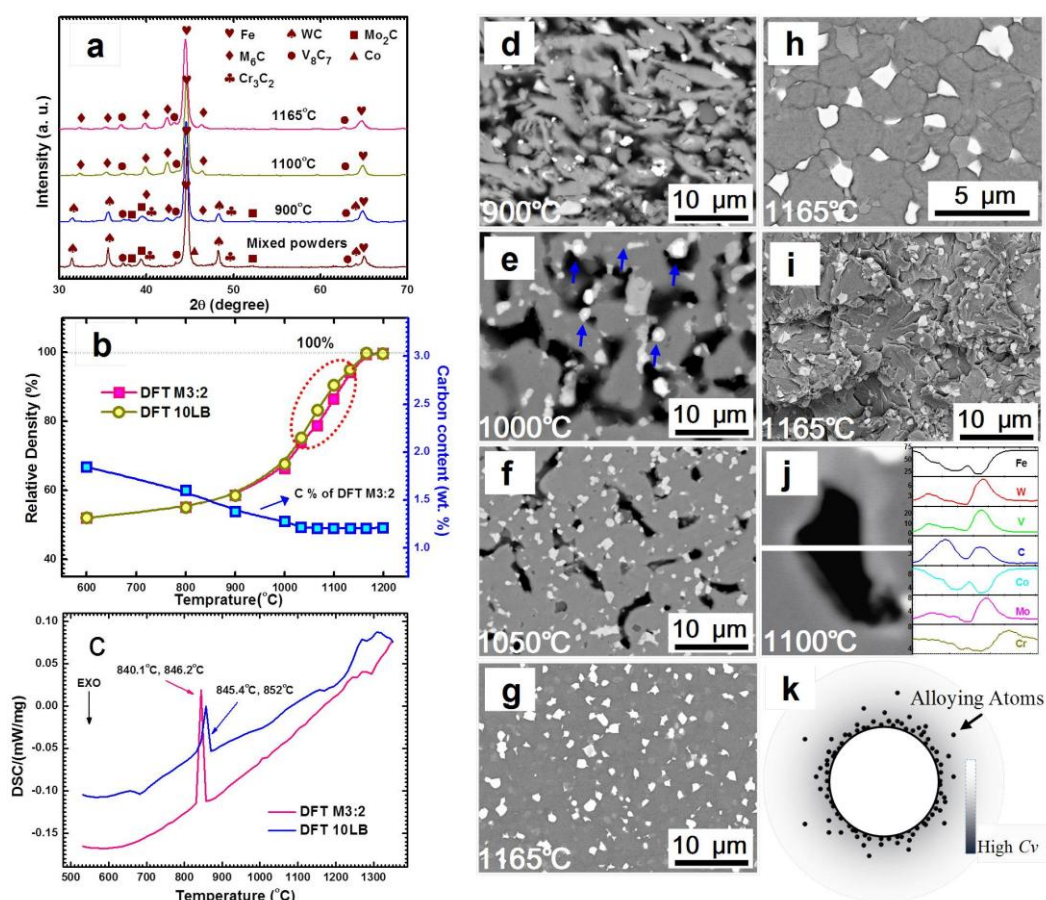 a
♥ Fe ♠ WC ■ Mo₂C
♦ M₆C ● V₈C₇ ▲ Co
♣ Cr₃C₂
1165°C
1100°C
900°C
Mixed powders
Intensity (a. u.)
30 40 50 60 70
2θ (degree)
b
100%
DFT M3:2
DFT 10LB
C % of DFT M3:2
Relative Density (%)
100
80
60
40
Carbon content (wt. %)
3.0
2.5
2.0
1.5
1.0
600 700 800 900 1000 1100 1200
Temprature(°C)
c
840.1°C, 846.2°C
845.4°C, 852°C
EXO
DFT M3:2
DFT 10LB
DSC/(mW/mg)
0.10
0.05
0.00
-0.05
-0.10
-0.15
500 600 700 800 900 1000 1100 1200 1300
Temperature (°C)
d
10 μm
900℃
h
5 μm
1165℃
e
10 μm
1000℃
i
10 μm
1165℃
f
10 μm
1050℃
j
1100℃
Fe
W
V
C
Co
Mo
Cr
g
10 μm
1165℃
k
Alloying Atoms
High Cv